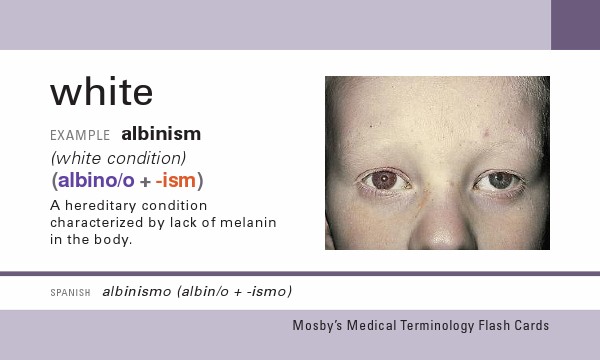 white
EXAMPLE albinism
(white condition)
(albino/o + -ism)
A hereditary condition
characterized by lack of melanin
in the body.
SPANISH albinismo (albin/o + -ismo)
Mosby's Medical Terminology Flash Cards